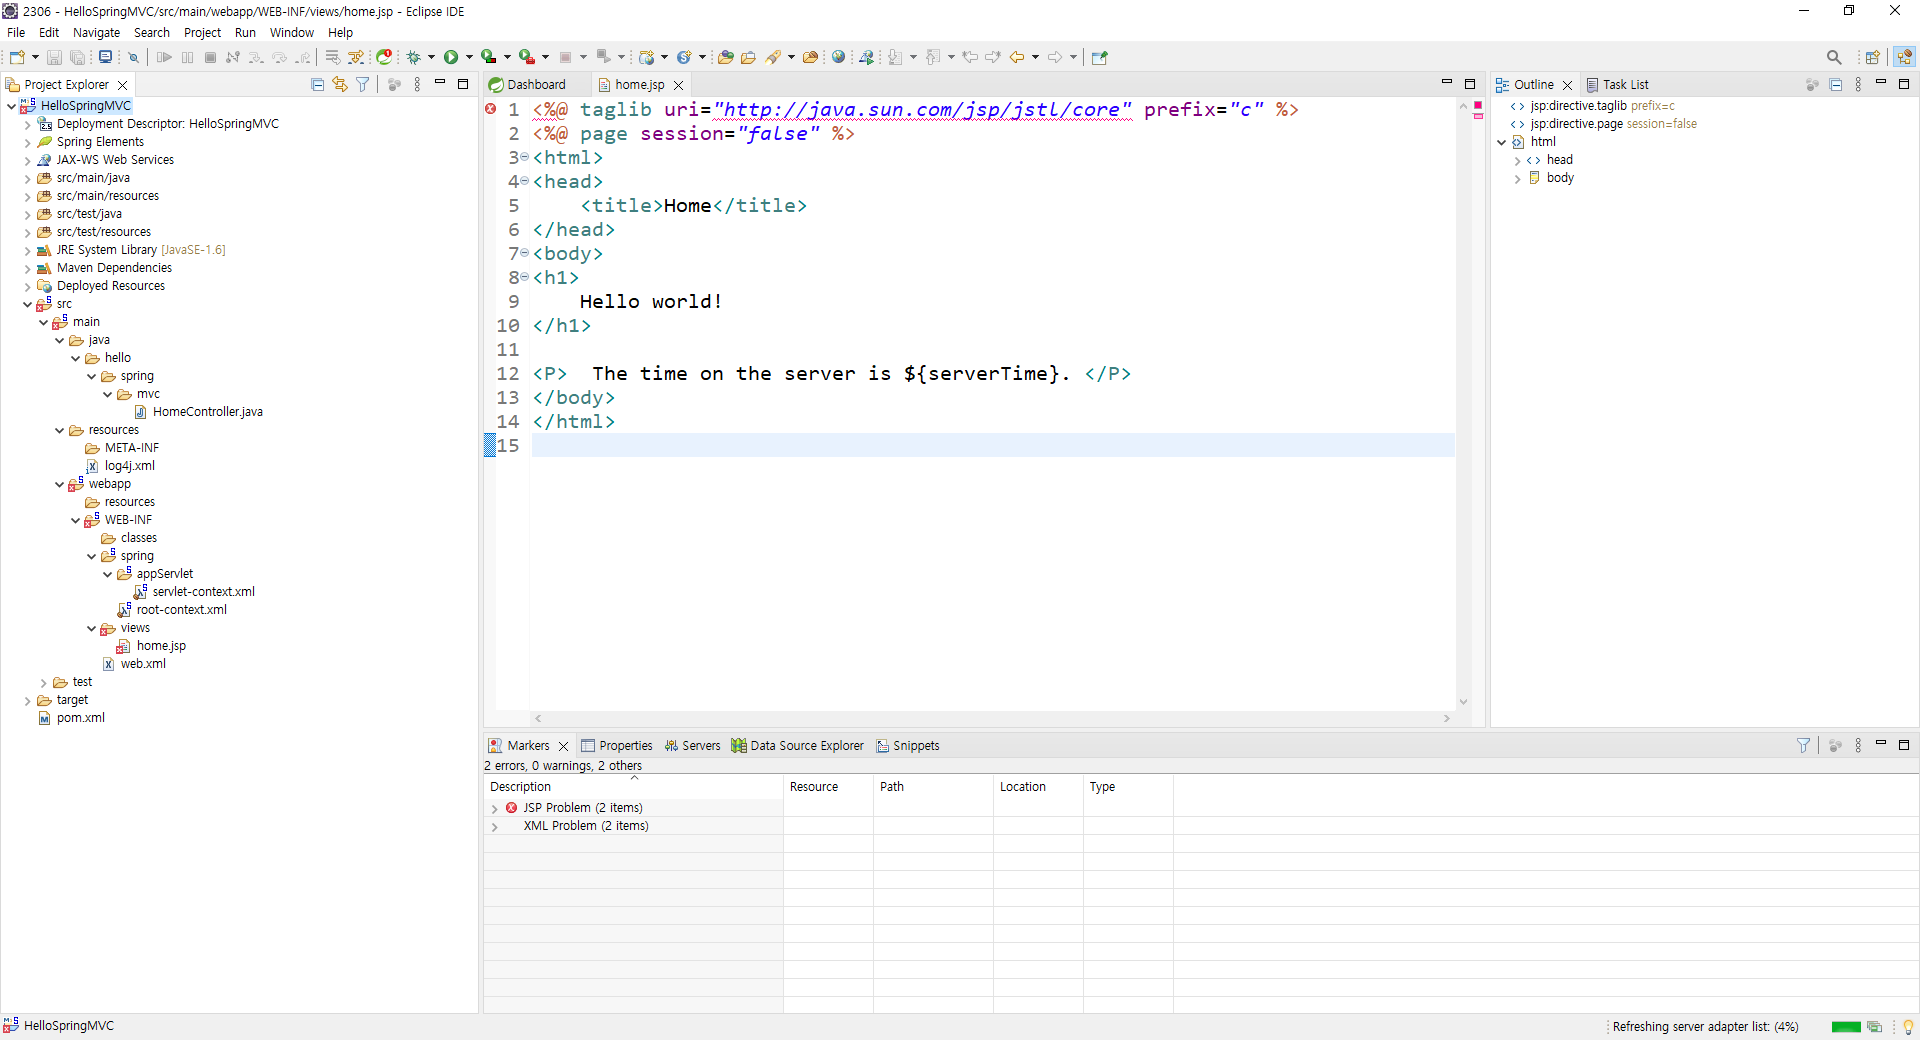 2306 - HelloSpringMVC/src/main/webapp/WEB-INF/views/home.jsp - Eclipse IDE
File Edit Navigate Search Project Run Window Help
Project Explorer
HelloSpringMVC
Deployment Descriptor: HelloSpringMVC
Spring Elements
JAX-WS Web Services
src/main/java
src/main/resources
src/test/java
src/test/resources
JRE System Library [JavaSE-1.6]
Maven Dependencies
Deployed Resources
src
main
java
hello
spring
mvc
HomeController.java
resources
META-INF
log4j.xml
webapp
resources
WEB-INF
classes
spring
appServlet
servlet-context.xml
root-context.xml
views
home.jsp
web.xml
test
target
pom.xml
Dashboard home.jsp
1 <%@ taglib uri="http://java.sun.com/jsp/jstl/core" prefix="c" %>
2 <%@ page session="false" %>
3 <html>
4 <head>
5 <title>Home</title>
6 </head>
7 <body>
8 <h1>
9 Hello world!
10 </h1>
11
12 <P>  The time on the server is ${serverTime}. </P>
13 </body>
14 </html>
15
Outline Task List
jsp:directive.taglib prefix=c
jsp:directive.page session=false
html
head
body
Markers Properties Servers Data Source Explorer Snippets
2 errors, 0 warnings, 2 others
Description Resource Path Location Type
JSP Problem (2 items)
XML Problem (2 items)
HelloSpringMVC
Refreshing server adapter list: (4%)